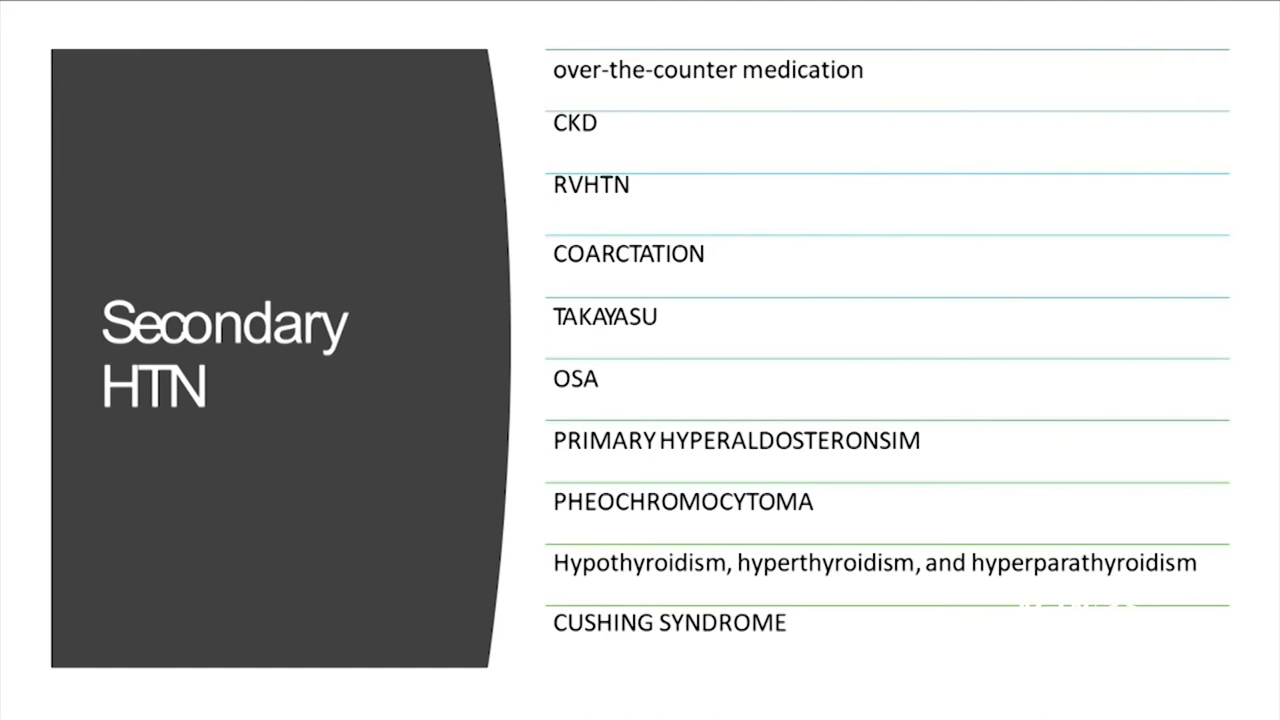 Secondary
HTN
over-the-counter medication
CKD
RVHTN
COARCTATION
TAKAYASU
OSA
PRIMARY HYPERALDOSTERONSIM
PHEOCHROMOCYTOMA
Hypothyroidism, hyperthyroidism, and hyperparathyroidism
CUSHING SYNDROME